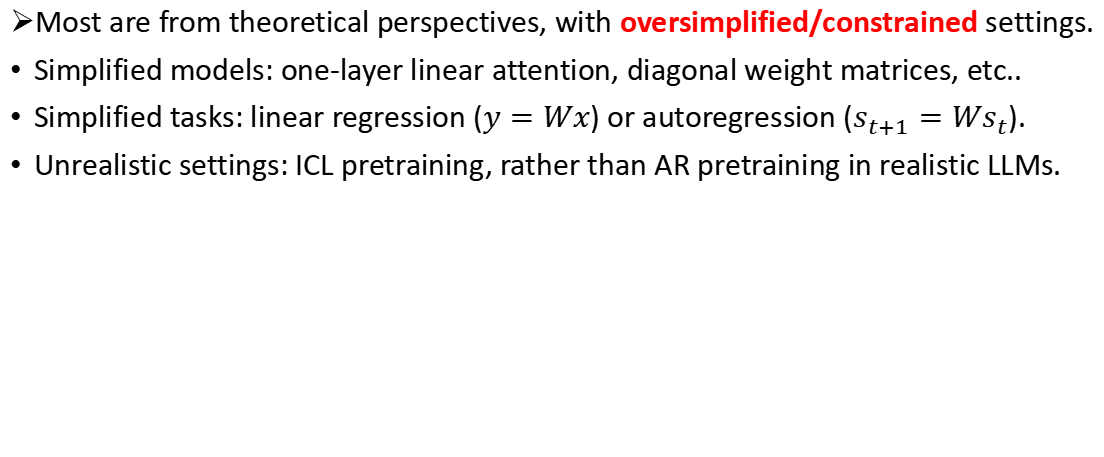 ➢Most are from theoretical perspectives, with oversimplified/constrained settings.
• Simplified models: one-layer linear attention, diagonal weight matrices, etc..
• Simplified tasks: linear regression (𝑦 = 𝑊𝑥) or autoregression (𝑠ₜ₊₁ = 𝑊𝑠ₜ).
• Unrealistic settings: ICL pretraining, rather than AR pretraining in realistic LLMs.